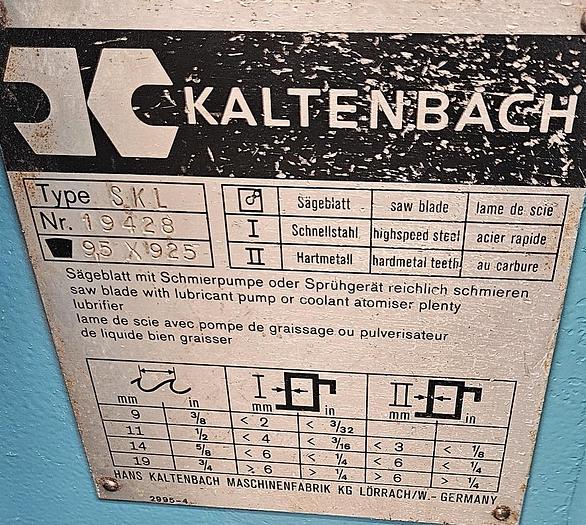 KALTENBACH
Type S.K.L
Nr. 19428
9,5 X 925
Sägeblatt saw blade lame de scie
I Schnellstahl highspeed steel acier rapide
II Hartmetall hardmetal teeth au carbure
Sägeblatt mit Schmierpumpe oder Sprühgerät reichlich schmieren
saw blade with lubricant pump or coolant atomiser plenty
lubrifier
lame de scie avec pompe de graissage ou pulverisateur
de liquide bien graisser
I II
mm in mm in mm in
9 3/8 < 2 < 3/32
11 1/2 < 4 < 3/16 < 3 < 1/8
14 5/8 < 6 < 1/4 < 6 < 1/4
19 3/4 ≥ 6 > 1/4 > 6 > 1/4
HANS KALTENBACH MASCHINENFABRIK KG LÖRRACH/W.- GERMANY
2995-4